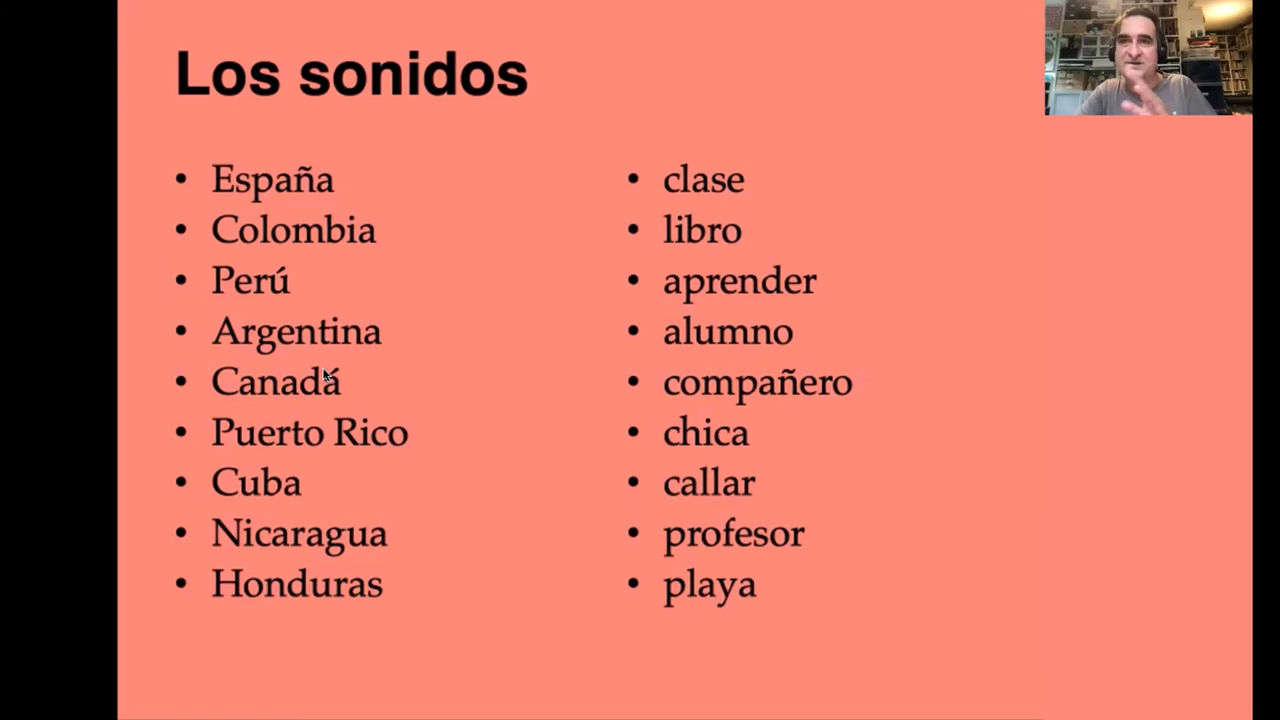 Los sonidos
• España
• Colombia
• Perú
• Argentina
• Canadá
• Puerto Rico
• Cuba
• Nicaragua
• Honduras
• clase
• libro
• aprender
• alumno
• compañero
• chica
• callar
• profesor
• playa